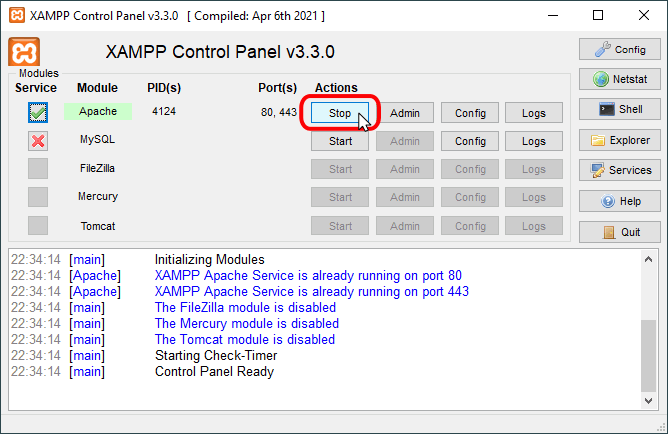 XAMPP Control Panel v3.3.0 [ Compiled: Apr 6th 2021 ]
XAMPP Control Panel v3.3.0
Config
Modules
Service Module PID(s) Port(s) Actions
Netstat
Apache 4124 80, 443 Stop Admin Config Logs
Shell
MySQL Start Admin Config Logs
Explorer
FileZilla Start Admin Config Logs
Services
Mercury Start Admin Config Logs
Help
Tomcat Start Admin Config Logs
Quit
22:34:14 [main] Initializing Modules
22:34:14 [Apache] XAMPP Apache Service is already running on port 80
22:34:14 [Apache] XAMPP Apache Service is already running on port 443
22:34:14 [main] The FileZilla module is disabled
22:34:14 [main] The Mercury module is disabled
22:34:14 [main] The Tomcat module is disabled
22:34:14 [main] Starting Check-Timer
22:34:14 [main] Control Panel Ready